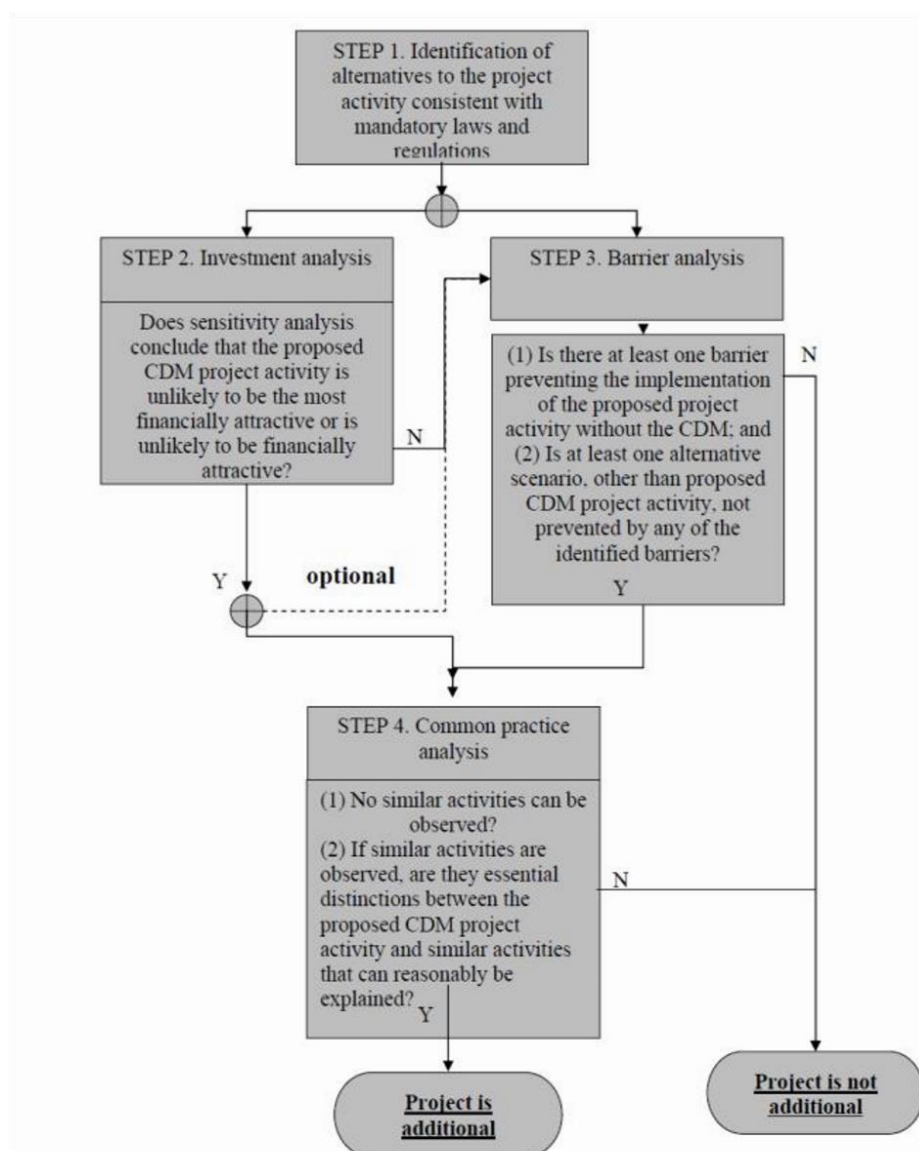 STEP 1. Identification of
alternatives to the project
activity consistent with
mandatory laws and
regulations
STEP 2. Investment analysis
Does sensitivity analysis
conclude that the proposed
CDM project activity is
unlikely to be the most
financially attractive or is
unlikely to be financially
attractive?
N
Y
optional
STEP 3. Barrier analysis
(1) Is there at least one barrier
preventing the implementation
of the proposed project
activity without the CDM; and
(2) Is at least one alternative
scenario, other than proposed
CDM project activity, not
prevented by any of the
identified barriers?
N
Y
STEP 4. Common practice
analysis
(1) No similar activities can be
observed?
(2) If similar activities are
observed, are they essential
distinctions between the
proposed CDM project
activity and similar activities
that can reasonably be
explained?
N
Y
Project is
additional
Project is not
additional